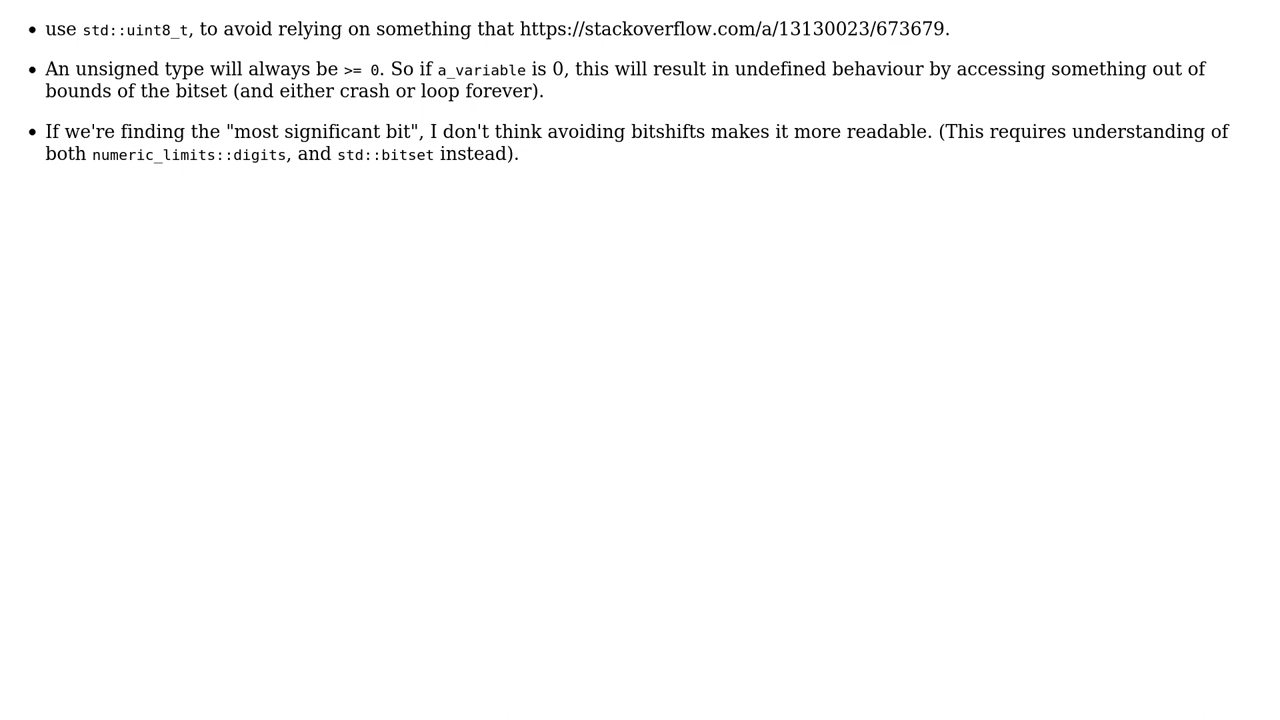 • use std::uint8_t, to avoid relying on something that https://stackoverflow.com/a/13130023/673679.
• An unsigned type will always be >= 0. So if a_variable is 0, this will result in undefined behaviour by accessing something out of
bounds of the bitset (and either crash or loop forever).
• If we're finding the "most significant bit", I don't think avoiding bitshifts makes it more readable. (This requires understanding of
both numeric_limits::digits, and std::bitset instead).